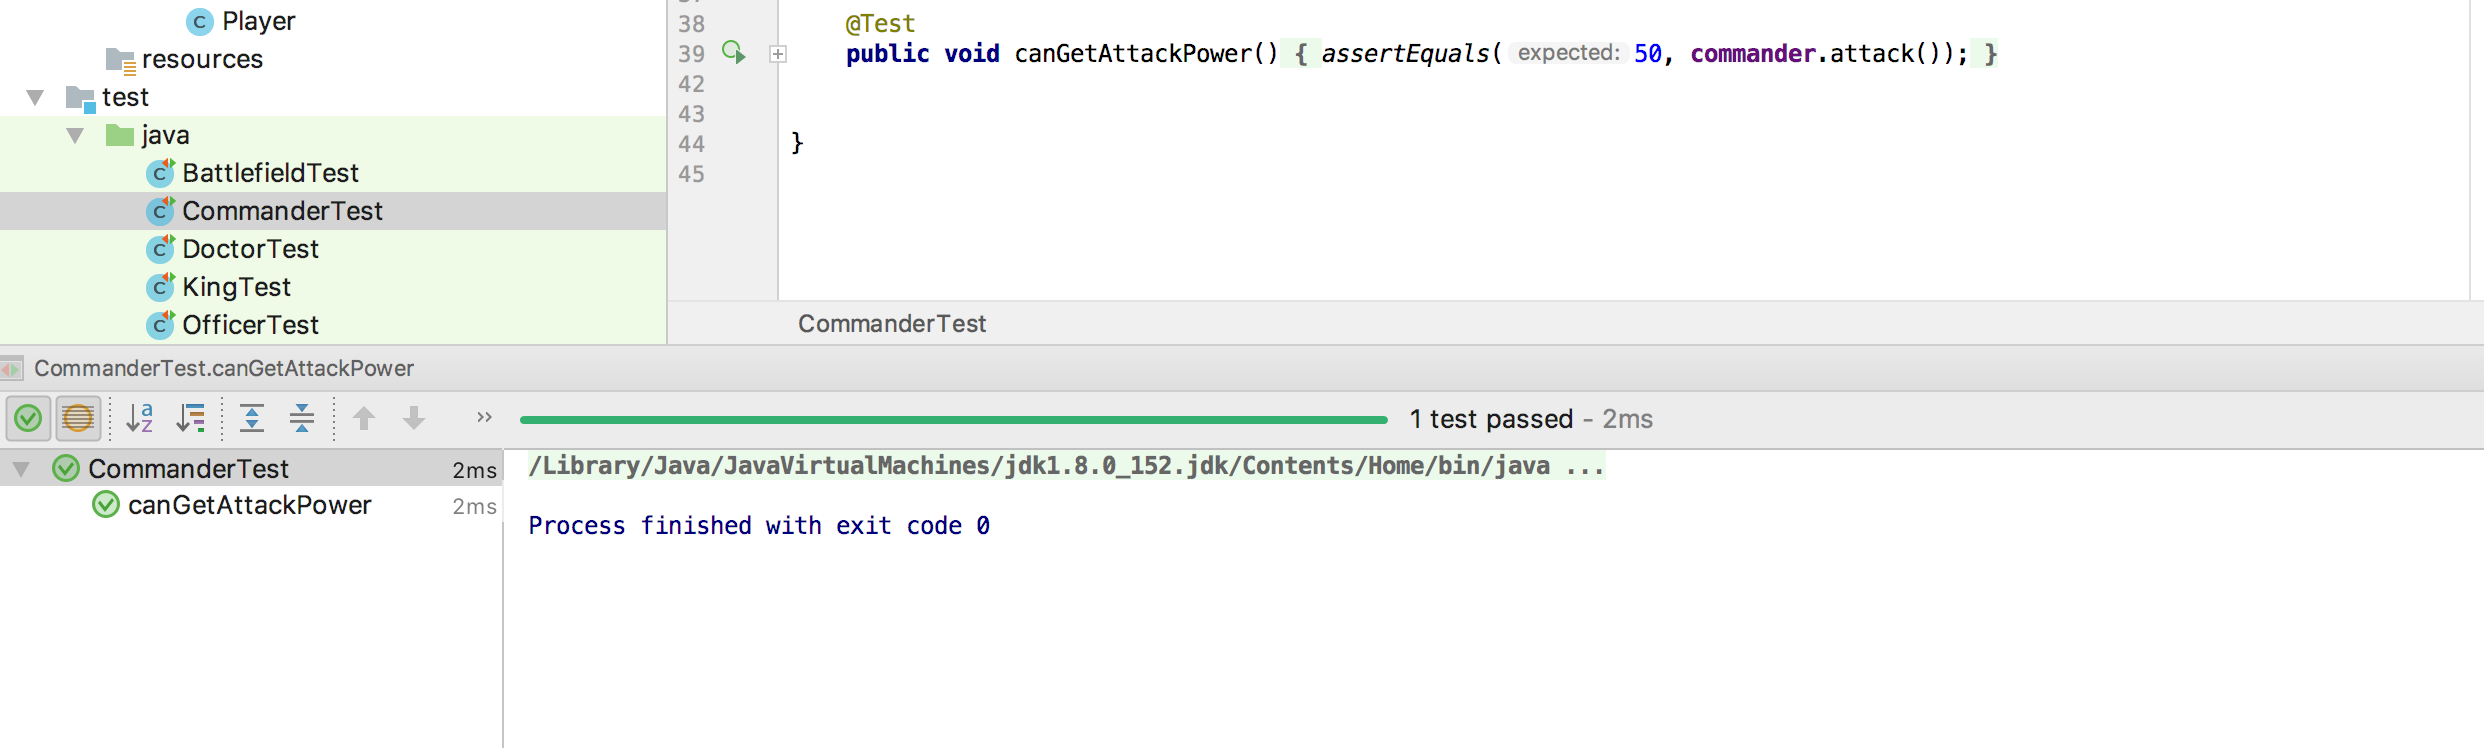 Player
resources
test
java
BattlefieldTest
CommanderTest
DoctorTest
KingTest
OfficerTest
38 @Test
39 public void canGetAttackPower() { assertEquals( expected: 50, commander.attack()); }
42
43
44 }
45
CommanderTest
CommanderTest.canGetAttackPower
1 test passed - 2ms
CommanderTest 2ms
canGetAttackPower 2ms
/Library/Java/JavaVirtualMachines/jdk1.8.0_152.jdk/Contents/Home/bin/java ...
Process finished with exit code 0